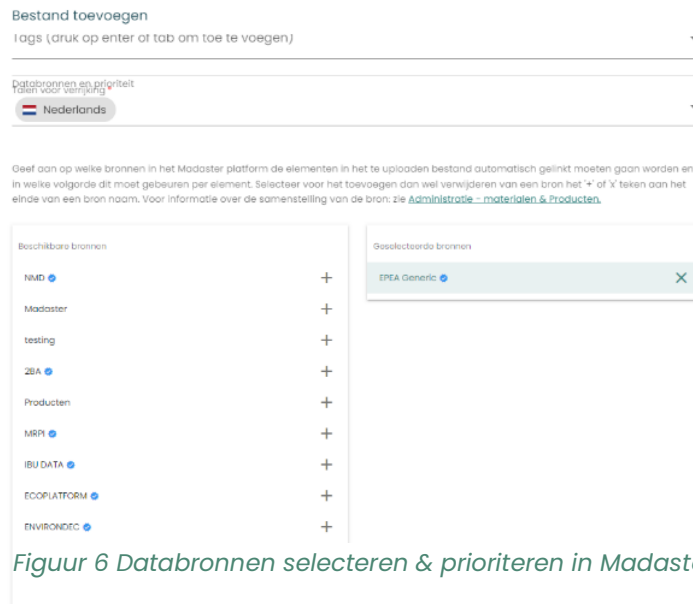 Bestand toevoegen
Tags (druk op enter of tab om toe te voegen)
Databronnen en prioriteit
Talen voor verrijking *
Nederlands
Geef aan op welke bronnen in het Madaster platform de elementen in het te uploaden bestand automatisch gelinkt moeten gaan worden en
in welke volgorde dit moet gebeuren per element. Selecteer voor het toevoegen dan wel verwijderen van een bron het '+' of 'x' teken aan het
einde van een bron naam. Voor informatie over de samenstelling van de bron: zie Administratie - materialen & Producten.
Beschikbare bronnen
NMD
Madaster
testing
2BA
Producten
MRPI
IBU DATA
ECOPLATFORM
ENVIRONDEC
Geselecteerde bronnen
EPEA Generic
Figuur 6 Databronnen selecteren & prioriteren in Madaste